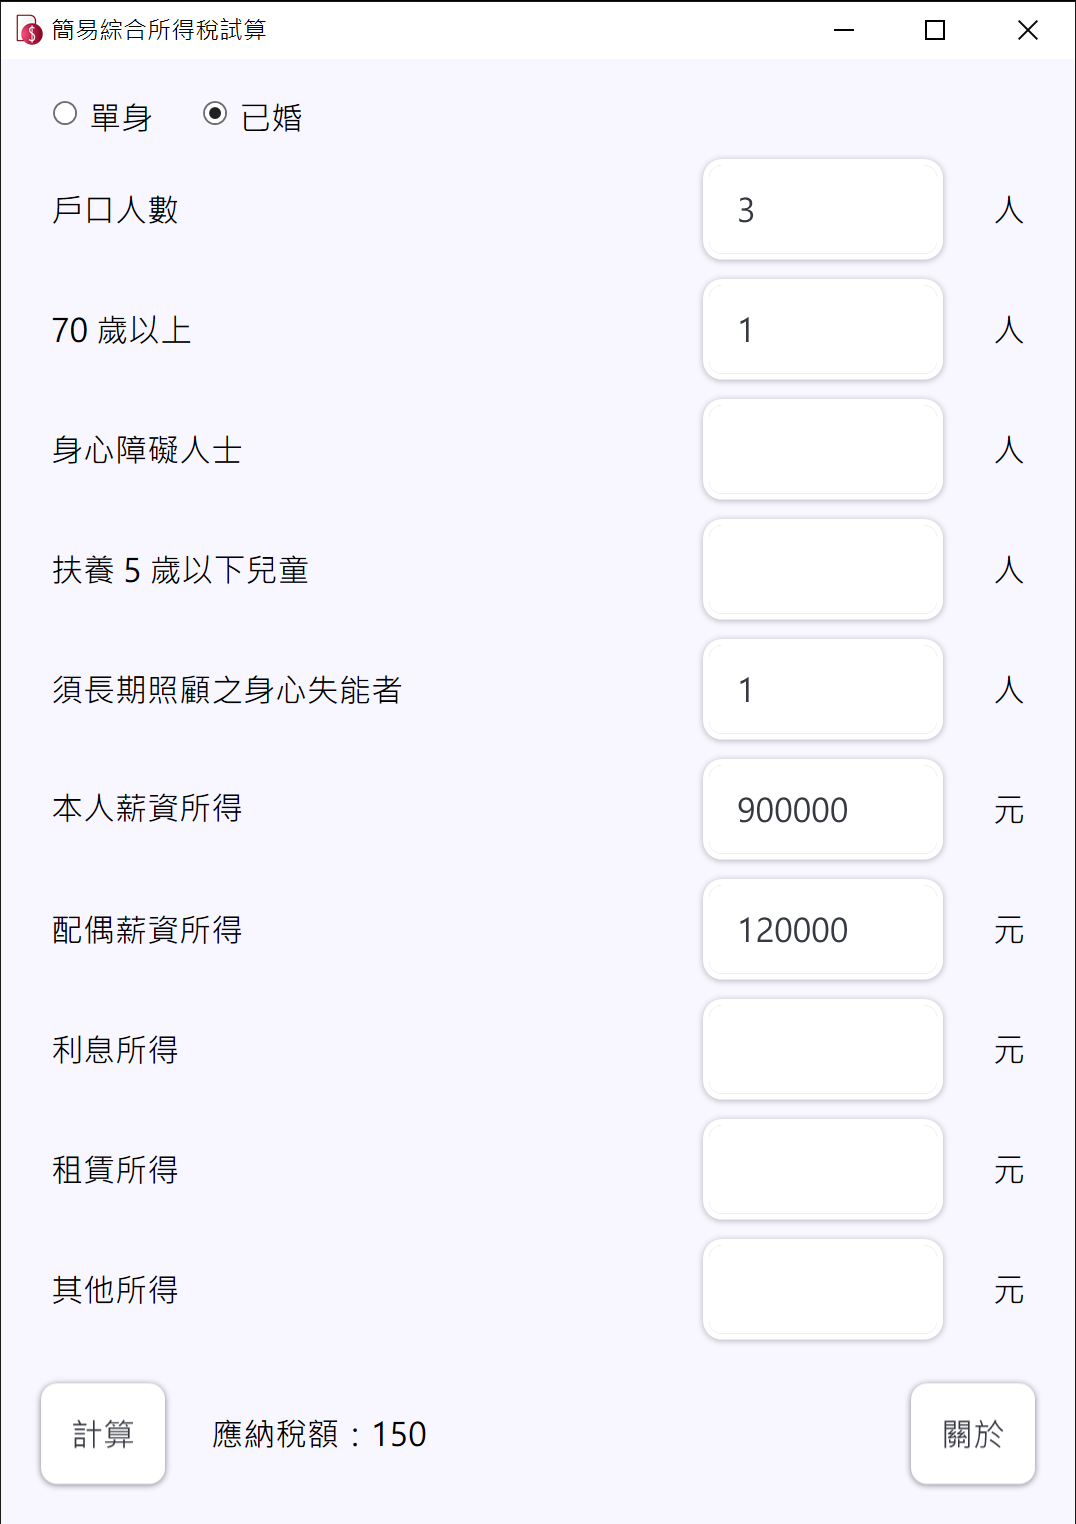 簡易綜合所得稅試算
單身 已婚
戶口人數 3 人
70 歲以上 1 人
身心障礙人士 人
扶養 5 歲以下兒童 人
須長期照顧之身心失能者 1 人
本人薪資所得 900000 元
配偶薪資所得 120000 元
利息所得 元
租賃所得 元
其他所得 元
計算 應納稅額：150 關於